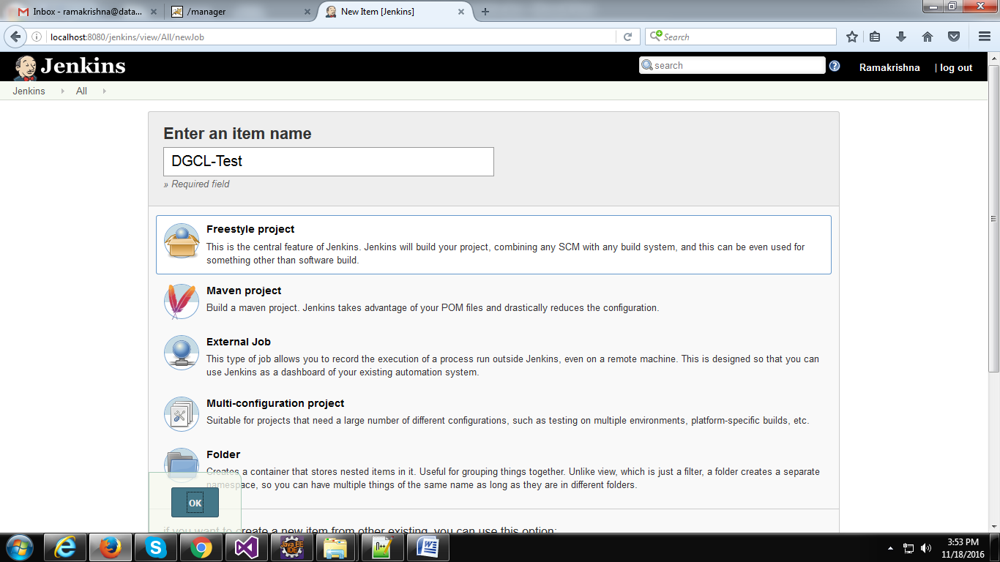 Inbox - ramakrishna@data...
/manager
New Item [Jenkins]
localhost:8080/jenkins/view/All/newJob
Search
Jenkins
search
Ramakrishna
| log out
Jenkins
All
Enter an item name
DGCL-Test
» Required field
Freestyle project
This is the central feature of Jenkins. Jenkins will build your project, combining any SCM with any build system, and this can be even used for
something other than software build.
Maven project
Build a maven project. Jenkins takes advantage of your POM files and drastically reduces the configuration.
External Job
This type of job allows you to record the execution of a process run outside Jenkins, even on a remote machine. This is designed so that you can
use Jenkins as a dashboard of your existing automation system.
Multi-configuration project
Suitable for projects that need a large number of different configurations, such as testing on multiple environments, platform-specific builds, etc.
Folder
Creates a container that stores nested items in it. Useful for grouping things together. Unlike view, which is just a filter, a folder creates a separate
namespace, so you can have multiple things of the same name as long as they are in different folders.
OK
if you want to create a new item from other existing, you can use this option:
Java EE
IDE
3:53 PM
11/18/2016